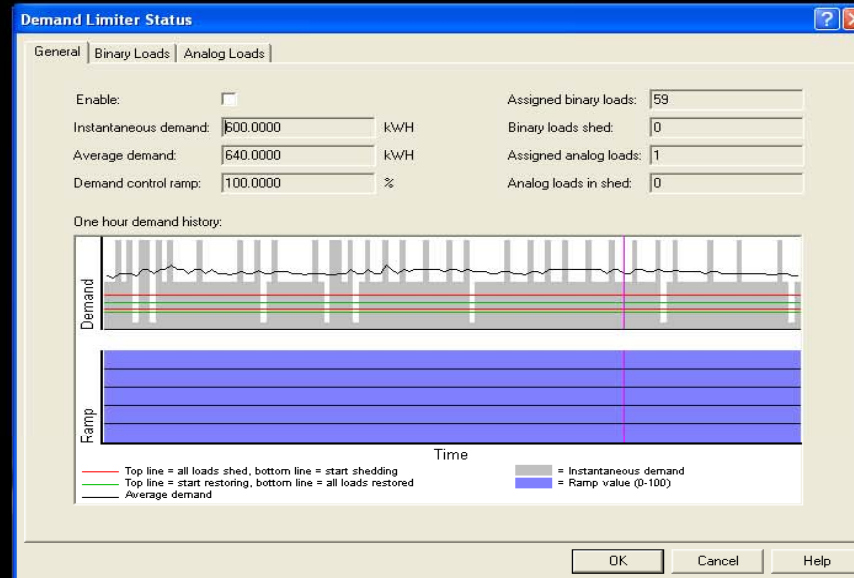 Demand Limiter Status
General Binary Loads Analog Loads
Enable:
Assigned binary loads: 59
Instantaneous demand: 600.0000 kWH
Binary loads shed: 0
Average demand: 640.0000 kWH
Assigned analog loads: 1
Demand control ramp: 100.0000 %
Analog loads in shed: 0
One hour demand history:
Demand
Ramp
Time
Top line = all loads shed, bottom line = start shedding
Top line = start restoring, bottom line = all loads restored
Average demand
= Instantaneous demand
= Ramp value (0-100)
OK Cancel Help